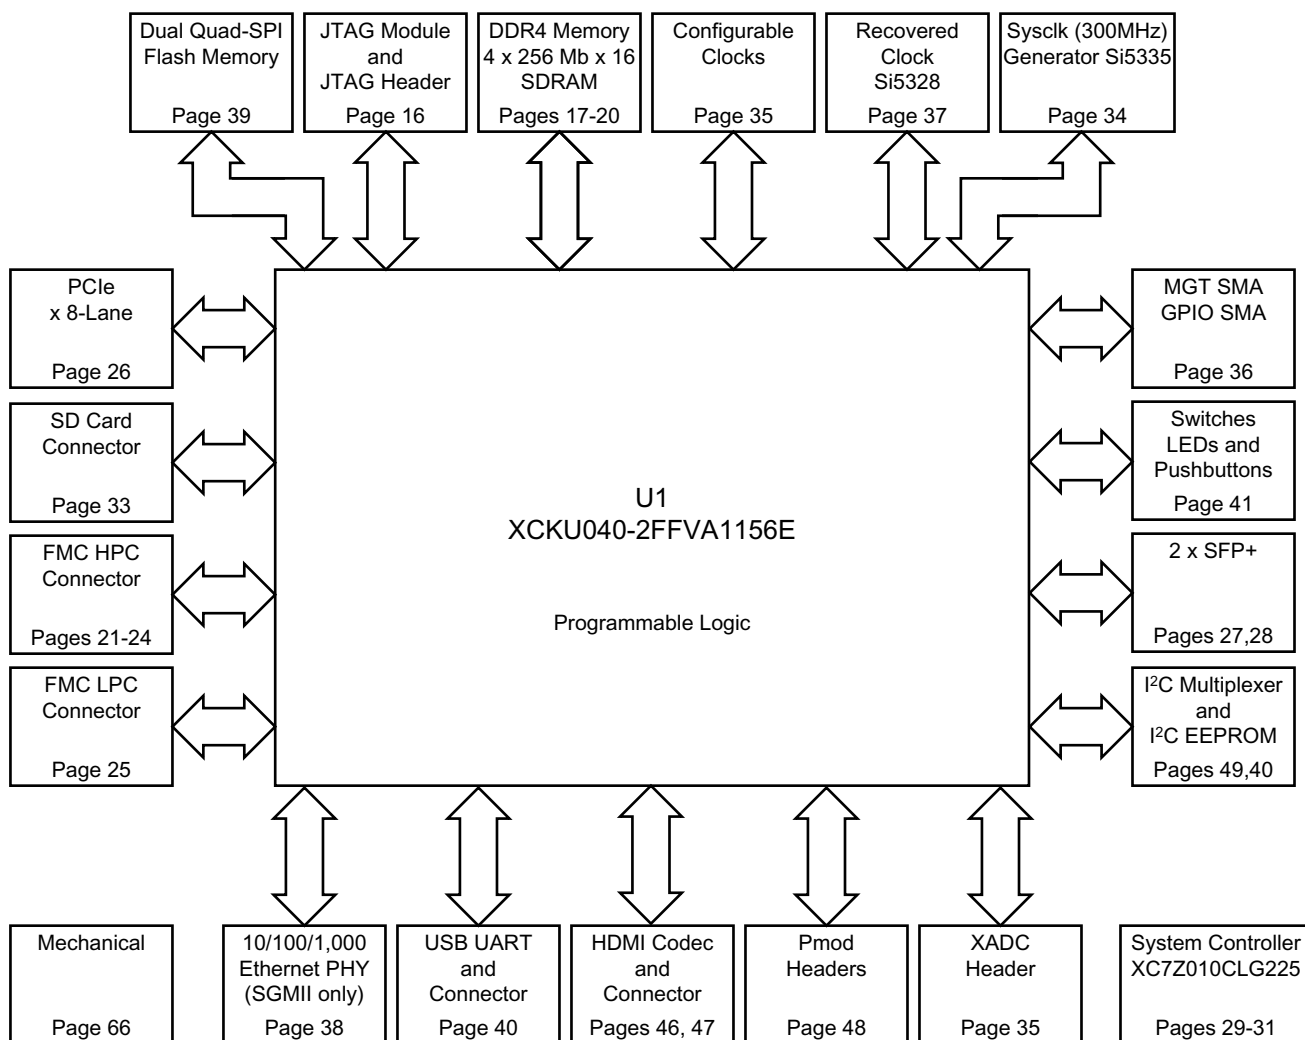 Dual Quad-SPI
Flash Memory
Page 39
JTAG Module
and
JTAG Header
Page 16
DDR4 Memory
4 x 256 Mb x 16
SDRAM
Pages 17-20
Configurable
Clocks
Page 35
Recovered
Clock
Si5328
Page 37
Sysclk (300MHz)
Generator Si5335
Page 34
PCIe
x 8-Lane
Page 26
SD Card
Connector
Page 33
FMC HPC
Connector
Pages 21-24
FMC LPC
Connector
Page 25
U1
XCKU040-2FFVA1156E
Programmable Logic
MGT SMA
GPIO SMA
Page 36
Switches
LEDs and
Pushbuttons
Page 41
2 x SFP+
Pages 27,28
I²C Multiplexer
and
I²C EEPROM
Pages 49,40
Mechanical
Page 66
10/100/1,000
Ethernet PHY
(SGMII only)
Page 38
USB UART
and
Connector
Page 40
HDMI Codec
and
Connector
Pages 46, 47
Pmod
Headers
Page 48
XADC
Header
Page 35
System Controller
XC7Z010CLG225
Pages 29-31